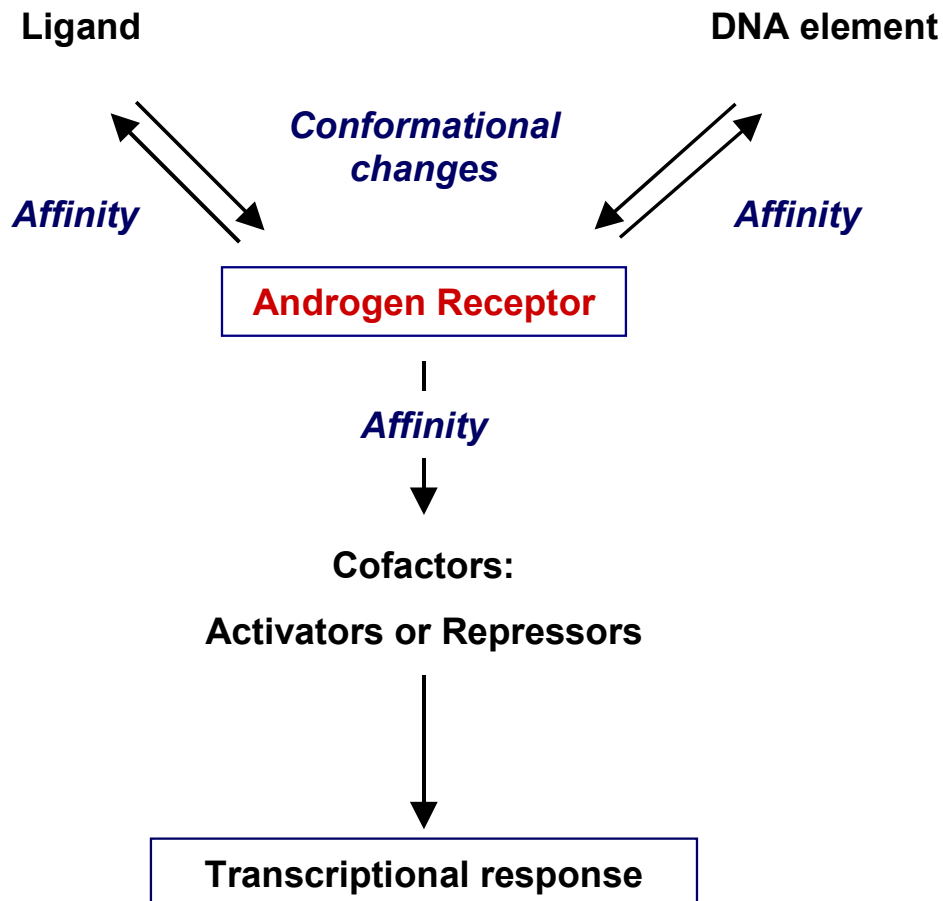 Ligand
DNA element
Conformational
changes
Affinity
Affinity
Androgen Receptor
Affinity
Cofactors:
Activators or Repressors
Transcriptional response